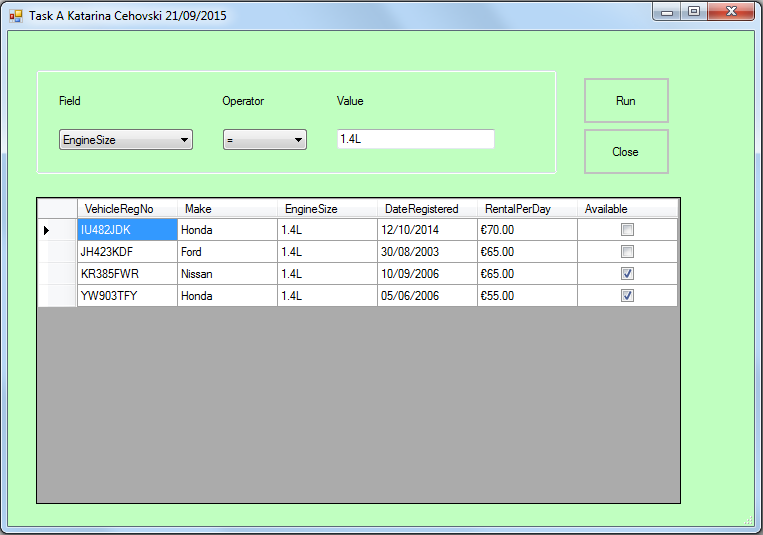 Task A Katarina Cehovski 21/09/2015
Field Operator Value
Run
EngineSize = 1.4L
Close
VehicleRegNo Make EngineSize DateRegistered RentalPerDay Available
IU482JDK Honda 1.4L 12/10/2014 €70.00
JH423KDF Ford 1.4L 30/08/2003 €65.00
KR385FWR Nissan 1.4L 10/09/2006 €65.00
YW903TFY Honda 1.4L 05/06/2006 €55.00